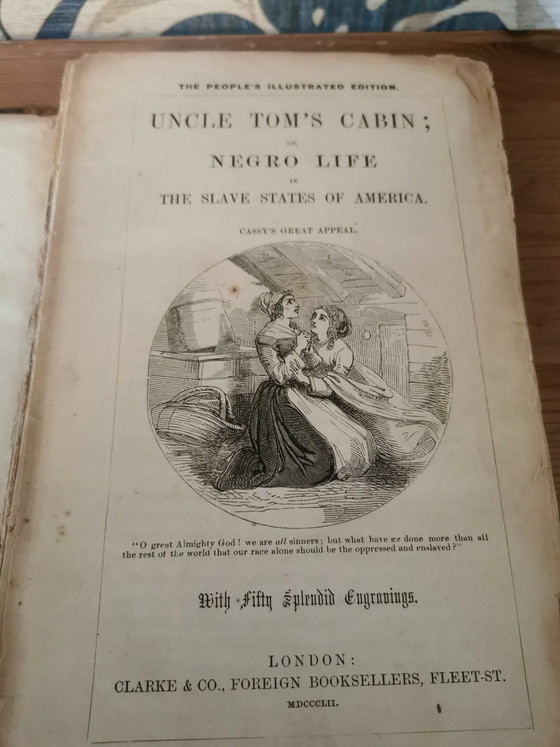 THE PEOPLE'S ILLUSTRATED EDITION.
UNCLE TOM'S CABIN;
OR,
NEGRO LIFE
IN
THE SLAVE STATES OF AMERICA.
CASSY'S GREAT APPEAL.
"O great Almighty God! we are all sinners; but what have we done more than all
the rest of the world that our race alone should be the oppressed and enslaved?"
With Fifty Splendid Engravings.
LONDON:
CLARKE & CO., FOREIGN BOOKSELLERS, FLEET-ST.
MDCCCLII.